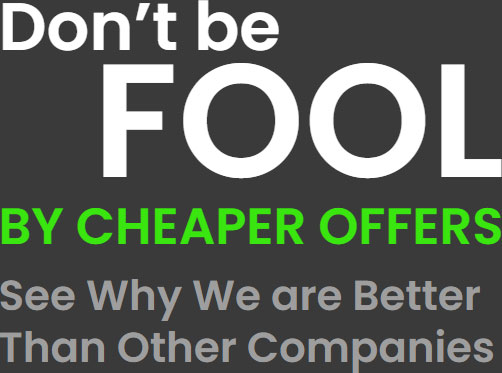 Don’t be
FOOL
BY CHEAPER OFFERS
See Why We are Better
Than Other Companies